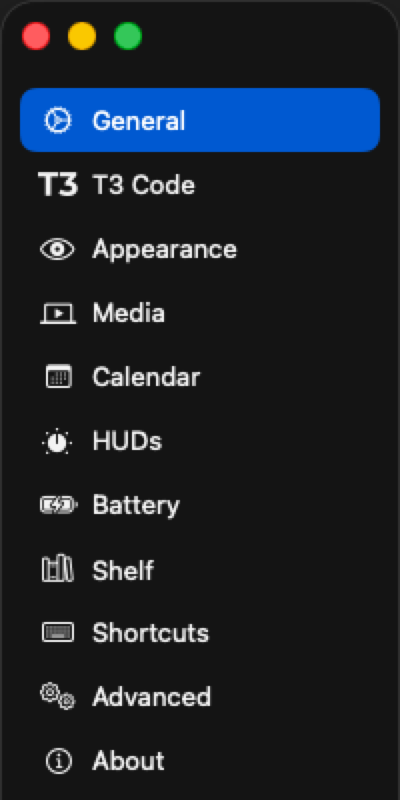 General
T3 T3 Code
Appearance
Media
Calendar
HUDs
Battery
Shelf
Shortcuts
Advanced
About